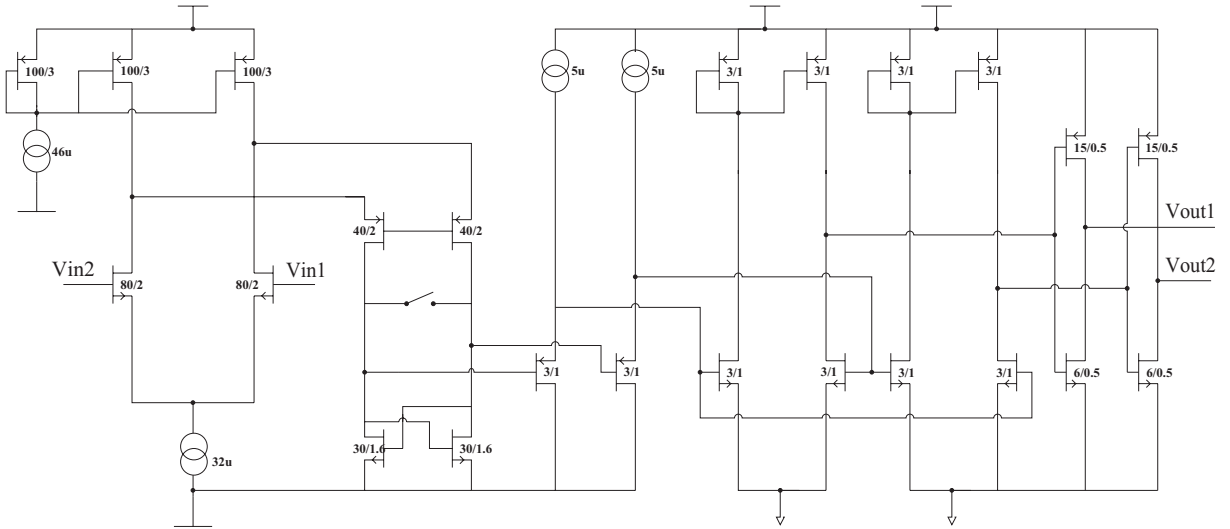 100/3 100/3 100/3 5u 5u 3/1 3/1 3/1 3/1
46u 15/0.5 15/0.5
40/2 40/2 Vout1
Vin2 Vin1 Vout2
80/2 80/2
3/1 3/1 3/1 3/1 3/1 3/1 6/0.5 6/0.5
30/1.6 30/1.6
32u